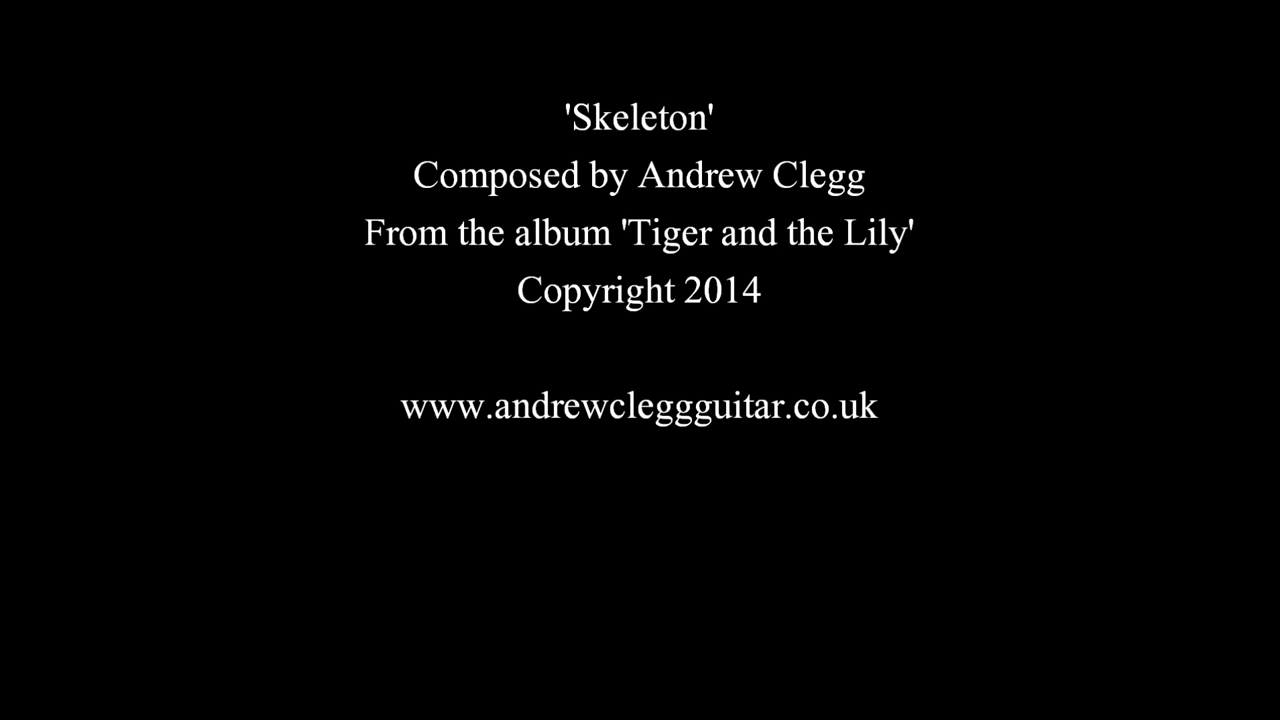 'Skeleton'
Composed by Andrew Clegg
From the album 'Tiger and the Lily'
Copyright 2014
www.andrewcleggguitar.co.uk